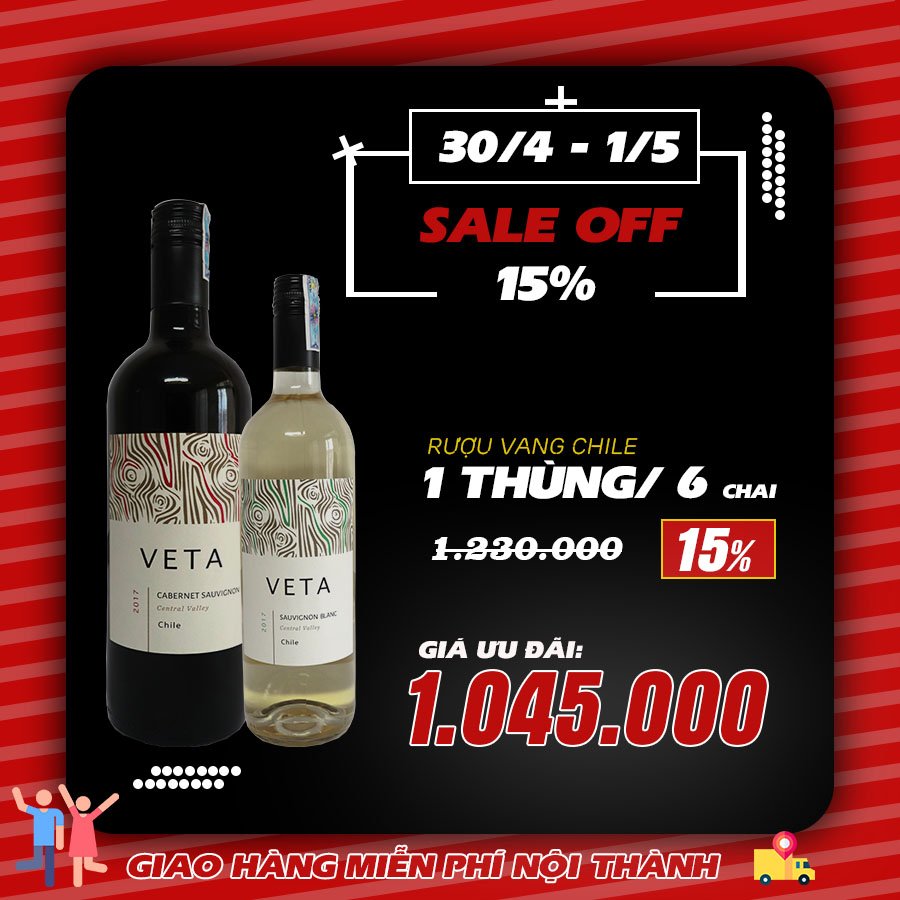 30/4 - 1/5
SALE OFF
15%
RƯỢU VANG CHILE
1 THÙNG/ 6 CHAI
1.230.000
15%
GIÁ ƯU ĐÃI:
1.045.000
VETA
2017
CABERNET SAUVIGNON
Central Valley
Chile
VETA
2017
SAUVIGNON BLANC
Central Valley
Chile
GIAO HÀNG MIỄN PHÍ NỘI THÀNH